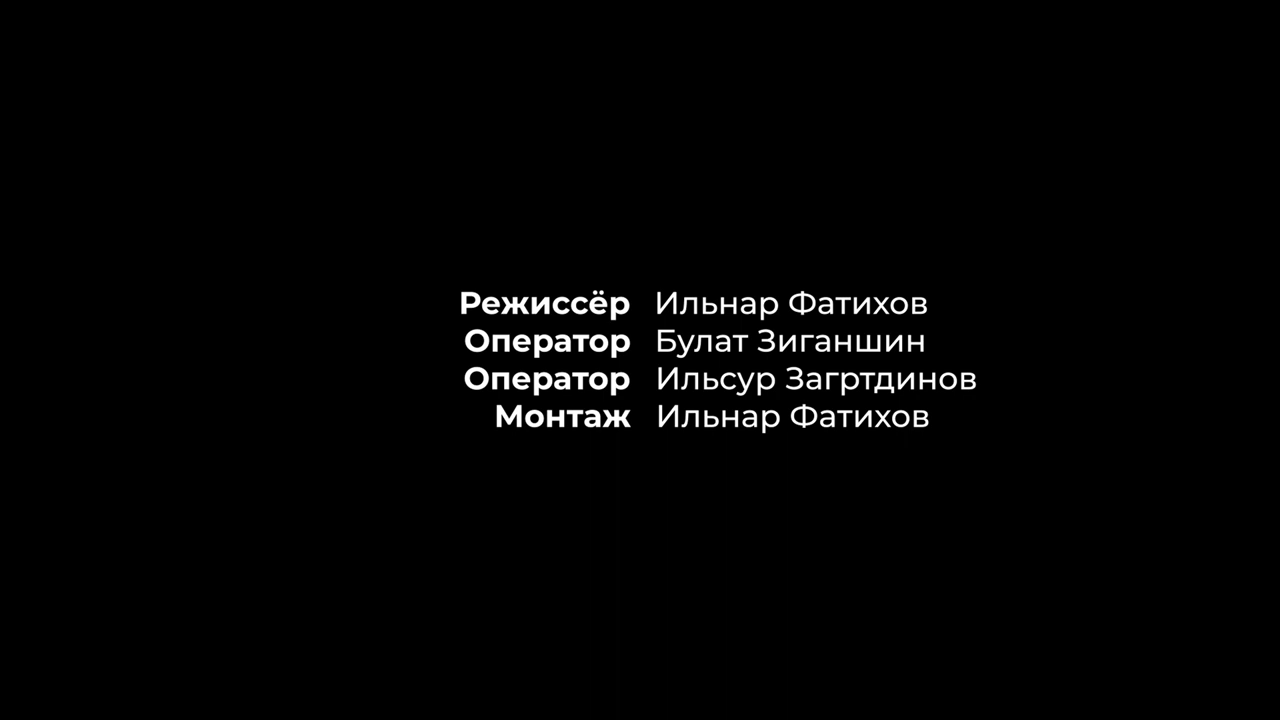 Режиссёр Ильнар Фатихов
Оператор Булат Зиганшин
Оператор Ильсур Загртдинов
Монтаж Ильнар Фатихов